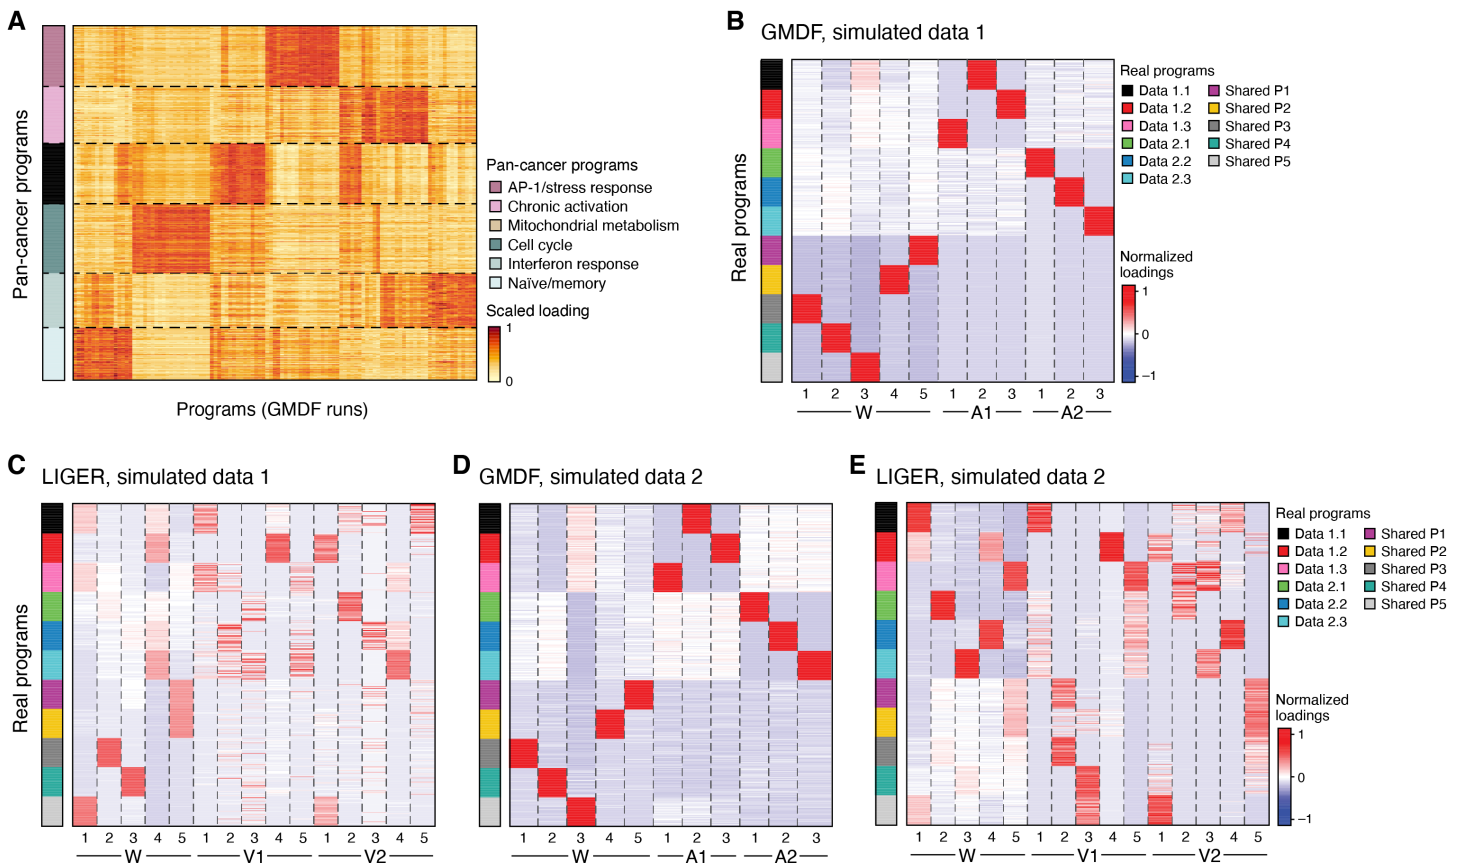 A
Pan-cancer programs
Programs (GMDF runs)
Pan-cancer programs
AP-1/stress response
Chronic activation
Mitochondrial metabolism
Cell cycle
Interferon response
Naïve/memory
Scaled loading
1
0
B
GMDF, simulated data 1
Real programs
1 2 3 4 5 1 2 3 1 2 3
W A1 A2
Real programs
Data 1.1 Shared P1
Data 1.2 Shared P2
Data 1.3 Shared P3
Data 2.1 Shared P4
Data 2.2 Shared P5
Data 2.3
Normalized
loadings
1
0
−1
C
LIGER, simulated data 1
Real programs
1 2 3 4 5 1 2 3 4 5 1 2 3 4 5
W V1 V2
D
GMDF, simulated data 2
1 2 3 4 5 1 2 3 1 2 3
W A1 A2
E
LIGER, simulated data 2
1 2 3 4 5 1 2 3 4 5 1 2 3 4 5
W V1 V2
Real programs
Data 1.1 Shared P1
Data 1.2 Shared P2
Data 1.3 Shared P3
Data 2.1 Shared P4
Data 2.2 Shared P5
Data 2.3
Normalized
loadings
1
0
−1